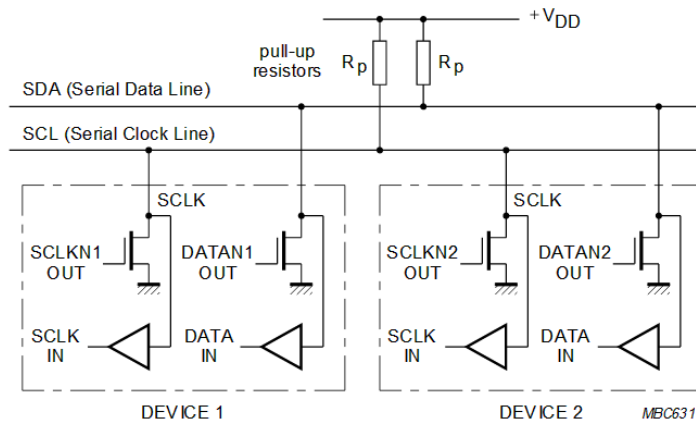 +VDD
pull-up
resistors
Rp
Rp
SDA (Serial Data Line)
SCL (Serial Clock Line)
SCLK
SCLK
SCLKN1
OUT
DATAN1
OUT
SCLKN2
OUT
DATAN2
OUT
SCLK
IN
DATA
IN
SCLK
IN
DATA
IN
DEVICE 1
DEVICE 2
MBC631